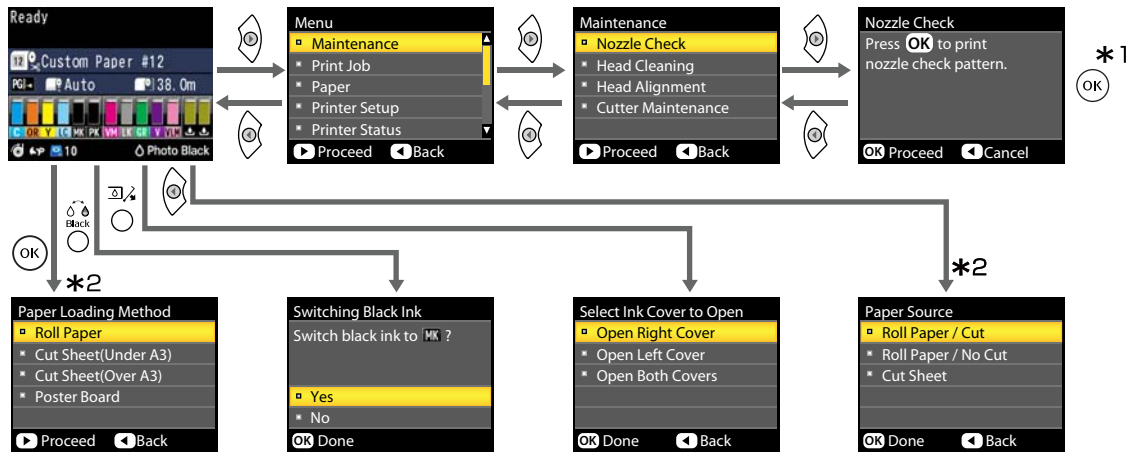 Ready
12 Custom Paper #12
PGI Auto 38.0m
C OR Y LC MK PK VM LK GR V VLM
10 Photo Black
Menu
Maintenance
Print Job
Paper
Printer Setup
Printer Status
Proceed Back
Maintenance
Nozzle Check
Head Cleaning
Head Alignment
Cutter Maintenance
Proceed Back
Nozzle Check
Press OK to print
nozzle check pattern.
OK Proceed Cancel
*1
OK
OK
Black
*2
*2
Paper Loading Method
Roll Paper
Cut Sheet(Under A3)
Cut Sheet(Over A3)
Poster Board
Proceed Back
Switching Black Ink
Switch black ink to MK ?
Yes
No
OK Done
Select Ink Cover to Open
Open Right Cover
Open Left Cover
Open Both Covers
OK Done Back
Paper Source
Roll Paper / Cut
Roll Paper / No Cut
Cut Sheet
OK Done Back